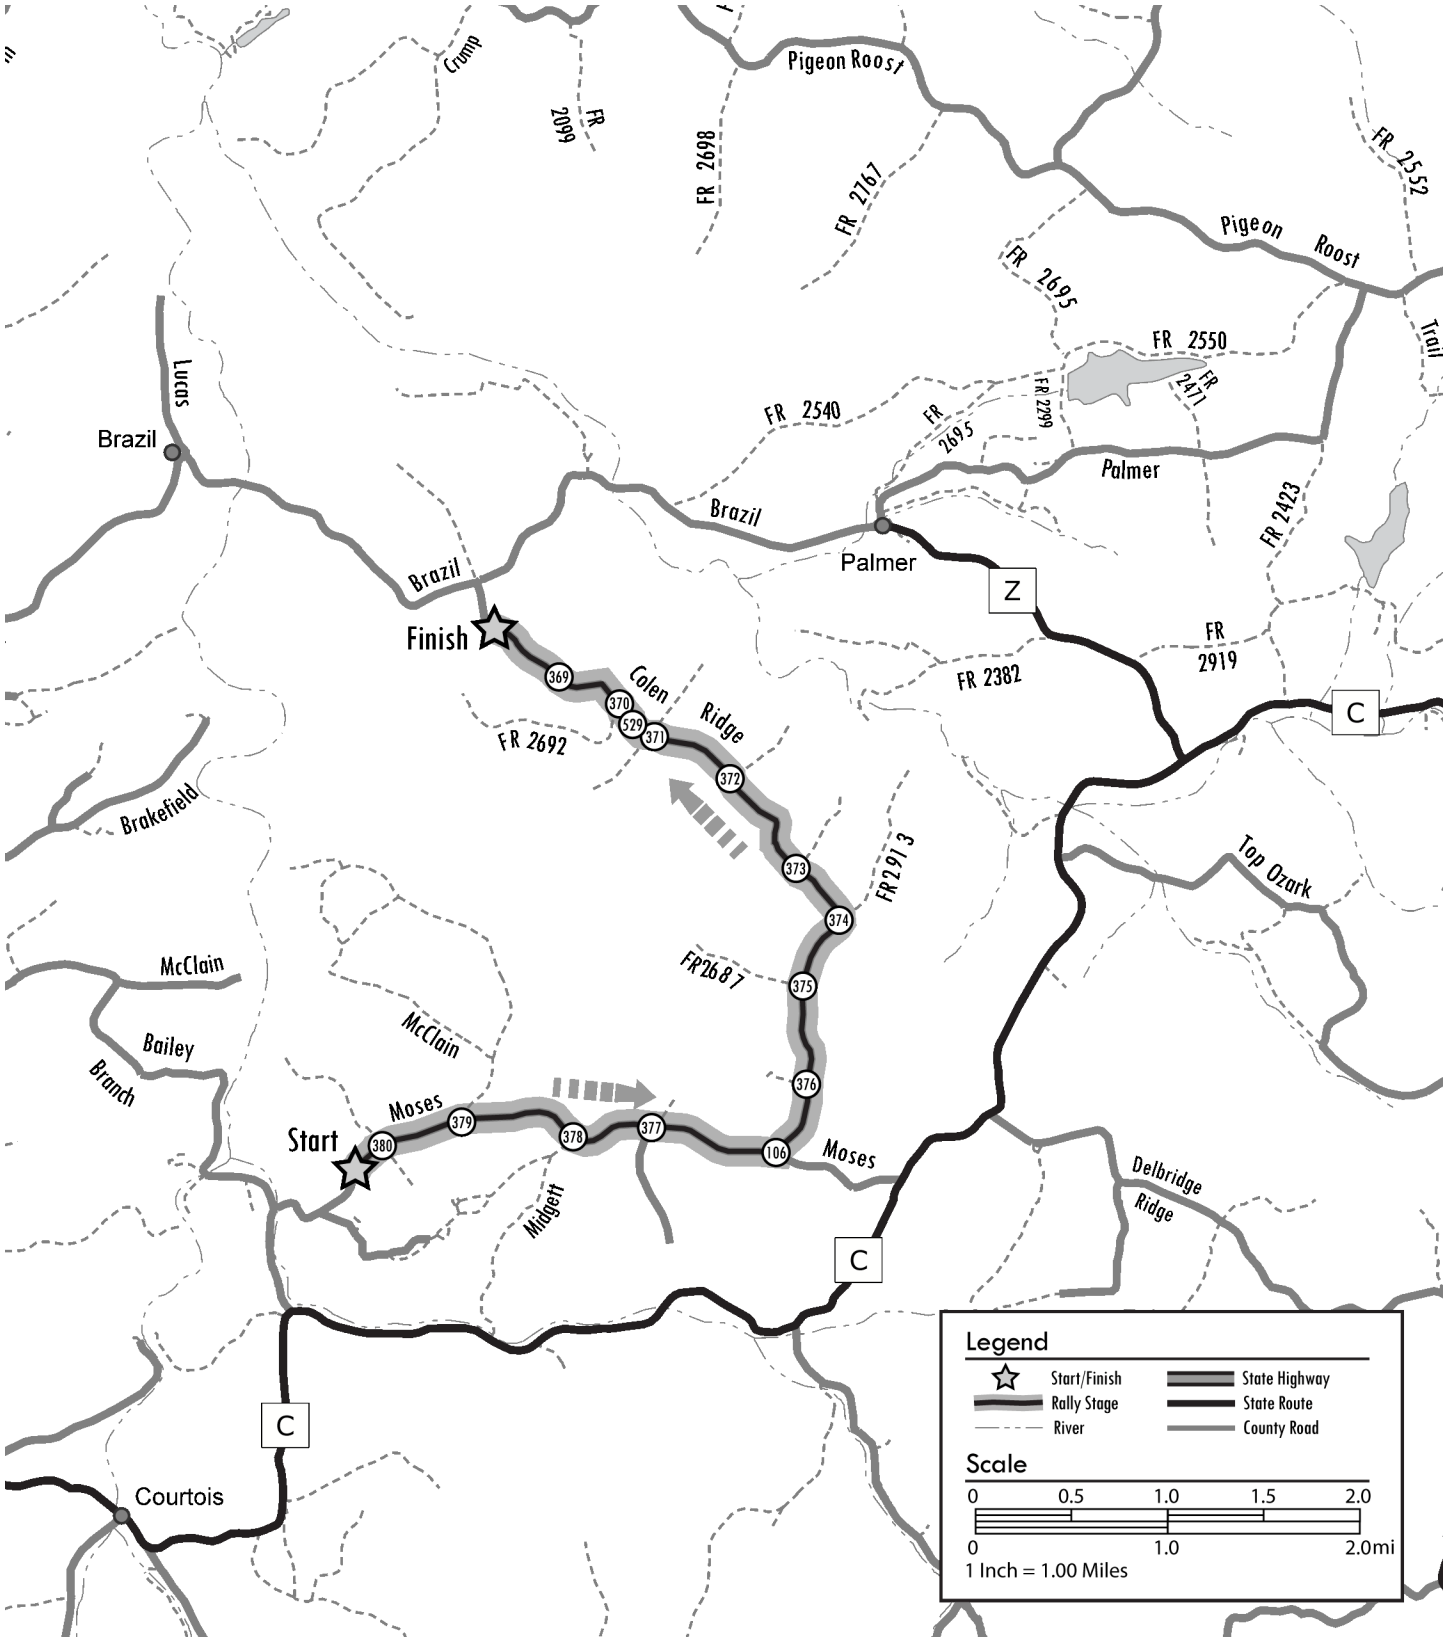 Crump
FR
2099
FR 2698
Pigeon Roost
FR 2767
FR 2552
Pigeon Roost
FR 2695
Trail
FR 2550
FR
2471
FR 2299
Lucas
Brazil
FR 2540
FR
2695
Palmer
Brazil
FR 2423
Palmer
Z
Brazil
Finish
FR
2919
FR 2382
C
369
Colen
Ridge
370
529
371
FR 2692
372
Brakefield
373
FR2913
Top Ozark
374
McClain
FR2687
375
McClain
Bailey
Branch
376
Moses
379
Start
380
378
377
106
Moses
Delbridge
Ridge
Midgett
C
C
Courtois
Legend
Start/Finish
State Highway
Rally Stage
State Route
River
County Road
Scale
0 0.5 1.0 1.5 2.0
0 1.0 2.0mi
1 Inch = 1.00 Miles